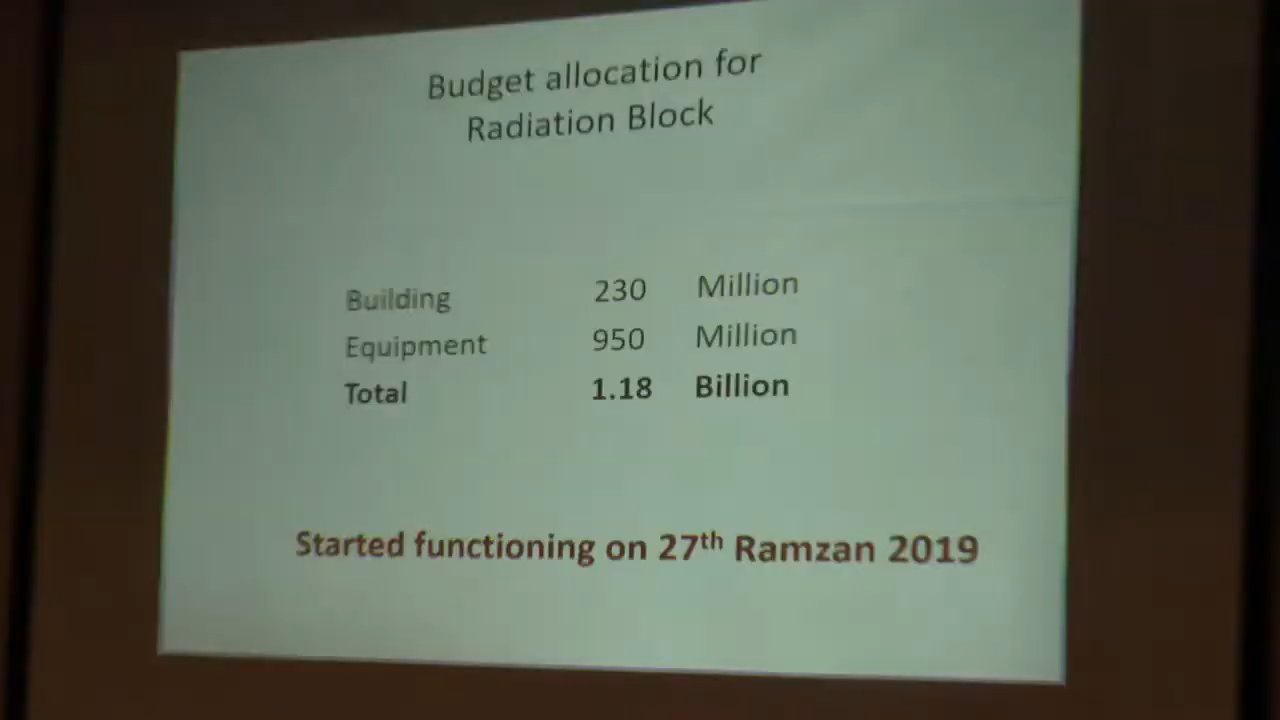 Budget allocation for
Radiation Block
Building 230 Million
Equipment 950 Million
Total 1.18 Billion
Started functioning on 27th Ramzan 2019